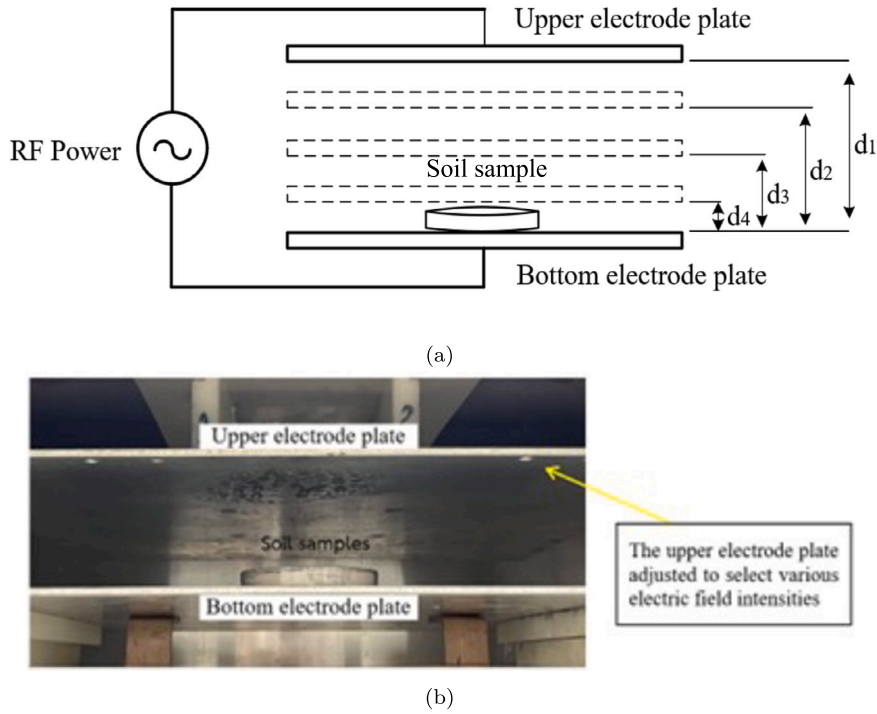 Upper electrode plate
RF Power
Soil sample
d1
d2
d3
d4
Bottom electrode plate
(a)
2
Upper electrode plate
Soil samples
Bottom electrode plate
The upper electrode plate
adjusted to select various
electric field intensities
(b)